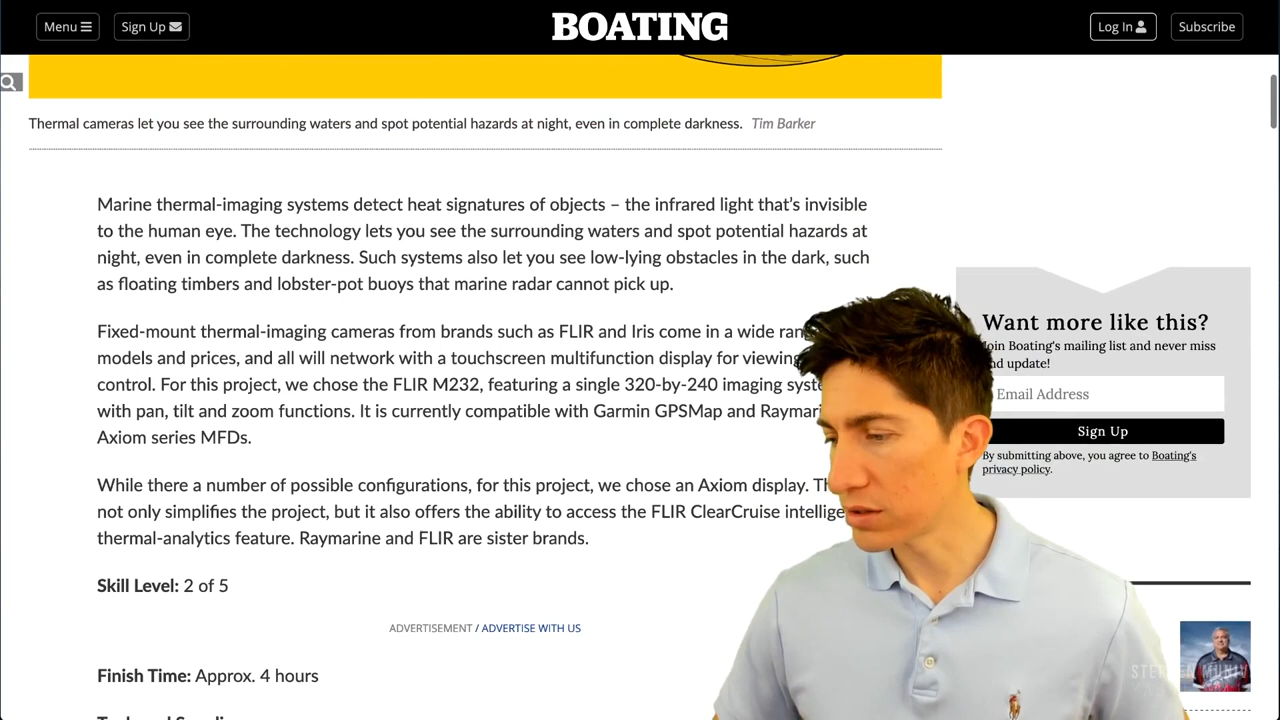 Menu
Sign Up
BOATING
Log In
Subscribe
Thermal cameras let you see the surrounding waters and spot potential hazards at night, even in complete darkness. Tim Barker
Marine thermal-imaging systems detect heat signatures of objects – the infrared light that's invisible
to the human eye. The technology lets you see the surrounding waters and spot potential hazards at
night, even in complete darkness. Such systems also let you see low-lying obstacles in the dark, such
as floating timbers and lobster-pot buoys that marine radar cannot pick up.
Fixed-mount thermal-imaging cameras from brands such as FLIR and Iris come in a wide
models and prices, and all will network with a touchscreen multifunction display for viewing
control. For this project, we chose the FLIR M232, featuring a single 320-by-240 imaging
with pan, tilt and zoom functions. It is currently compatible with Garmin GPSMap and
Axiom series MFDs.
While there a number of possible configurations, for this project, we chose an Axiom display.
not only simplifies the project, but it also offers the ability to access the FLIR ClearCruise
thermal-analytics feature. Raymarine and FLIR are sister brands.
Skill Level: 2 of 5
ADVERTISEMENT / ADVERTISE WITH US
Finish Time: Approx. 4 hours
Want more like this?
Join Boating's mailing list and never miss
and update!
Email Address
Sign Up
By submitting above, you agree to Boating's
privacy policy.